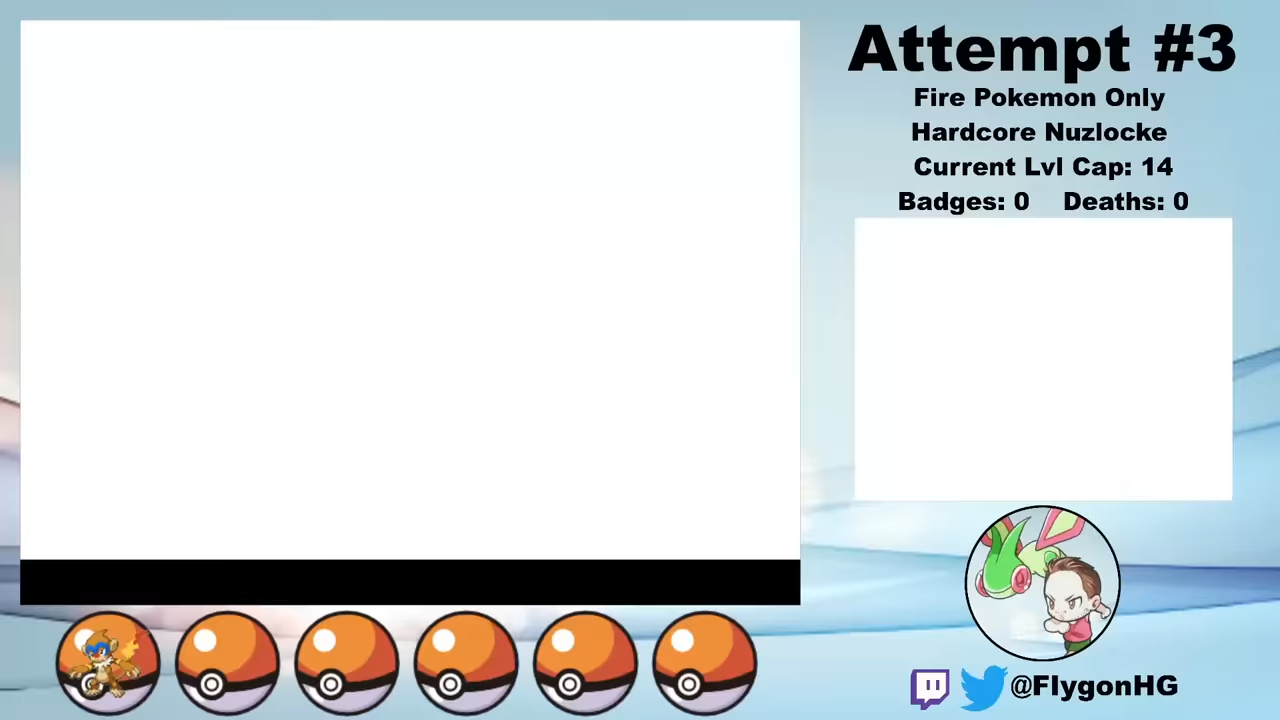 Attempt #3
Fire Pokemon Only
Hardcore Nuzlocke
Current Lvl Cap: 14
Badges: 0 Deaths: 0
@FlygonHG